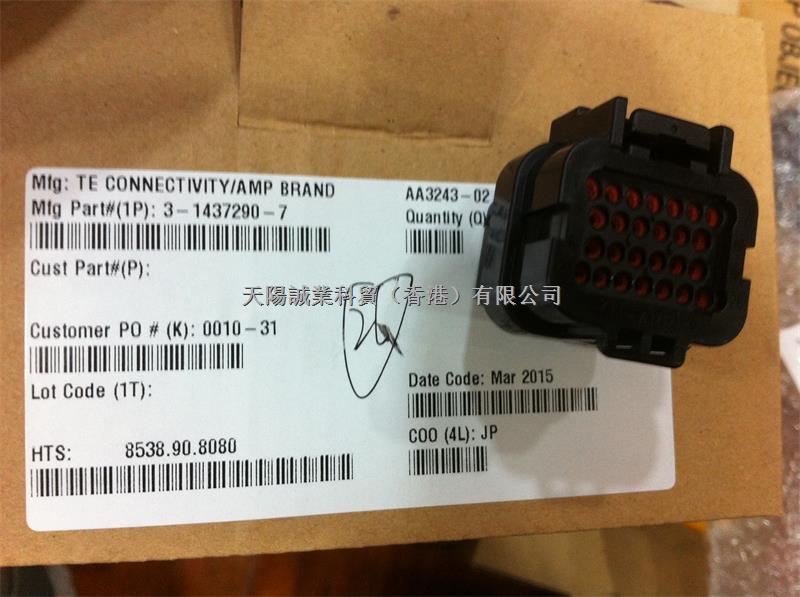 Mfg: TE CONNECTIVITY/AMP BRAND
AA3243-02
Mfg Part#(1P): 3-1437290-7
Quantity (Q)
Cust Part#(P):
天陽誠業科貿（香港）有限公司
Customer PO # (K): 0010-31
Lot Code (1T):
Date Code: Mar 2015
COO (4L): JP
HTS: 8538.90.8080
P OBJE